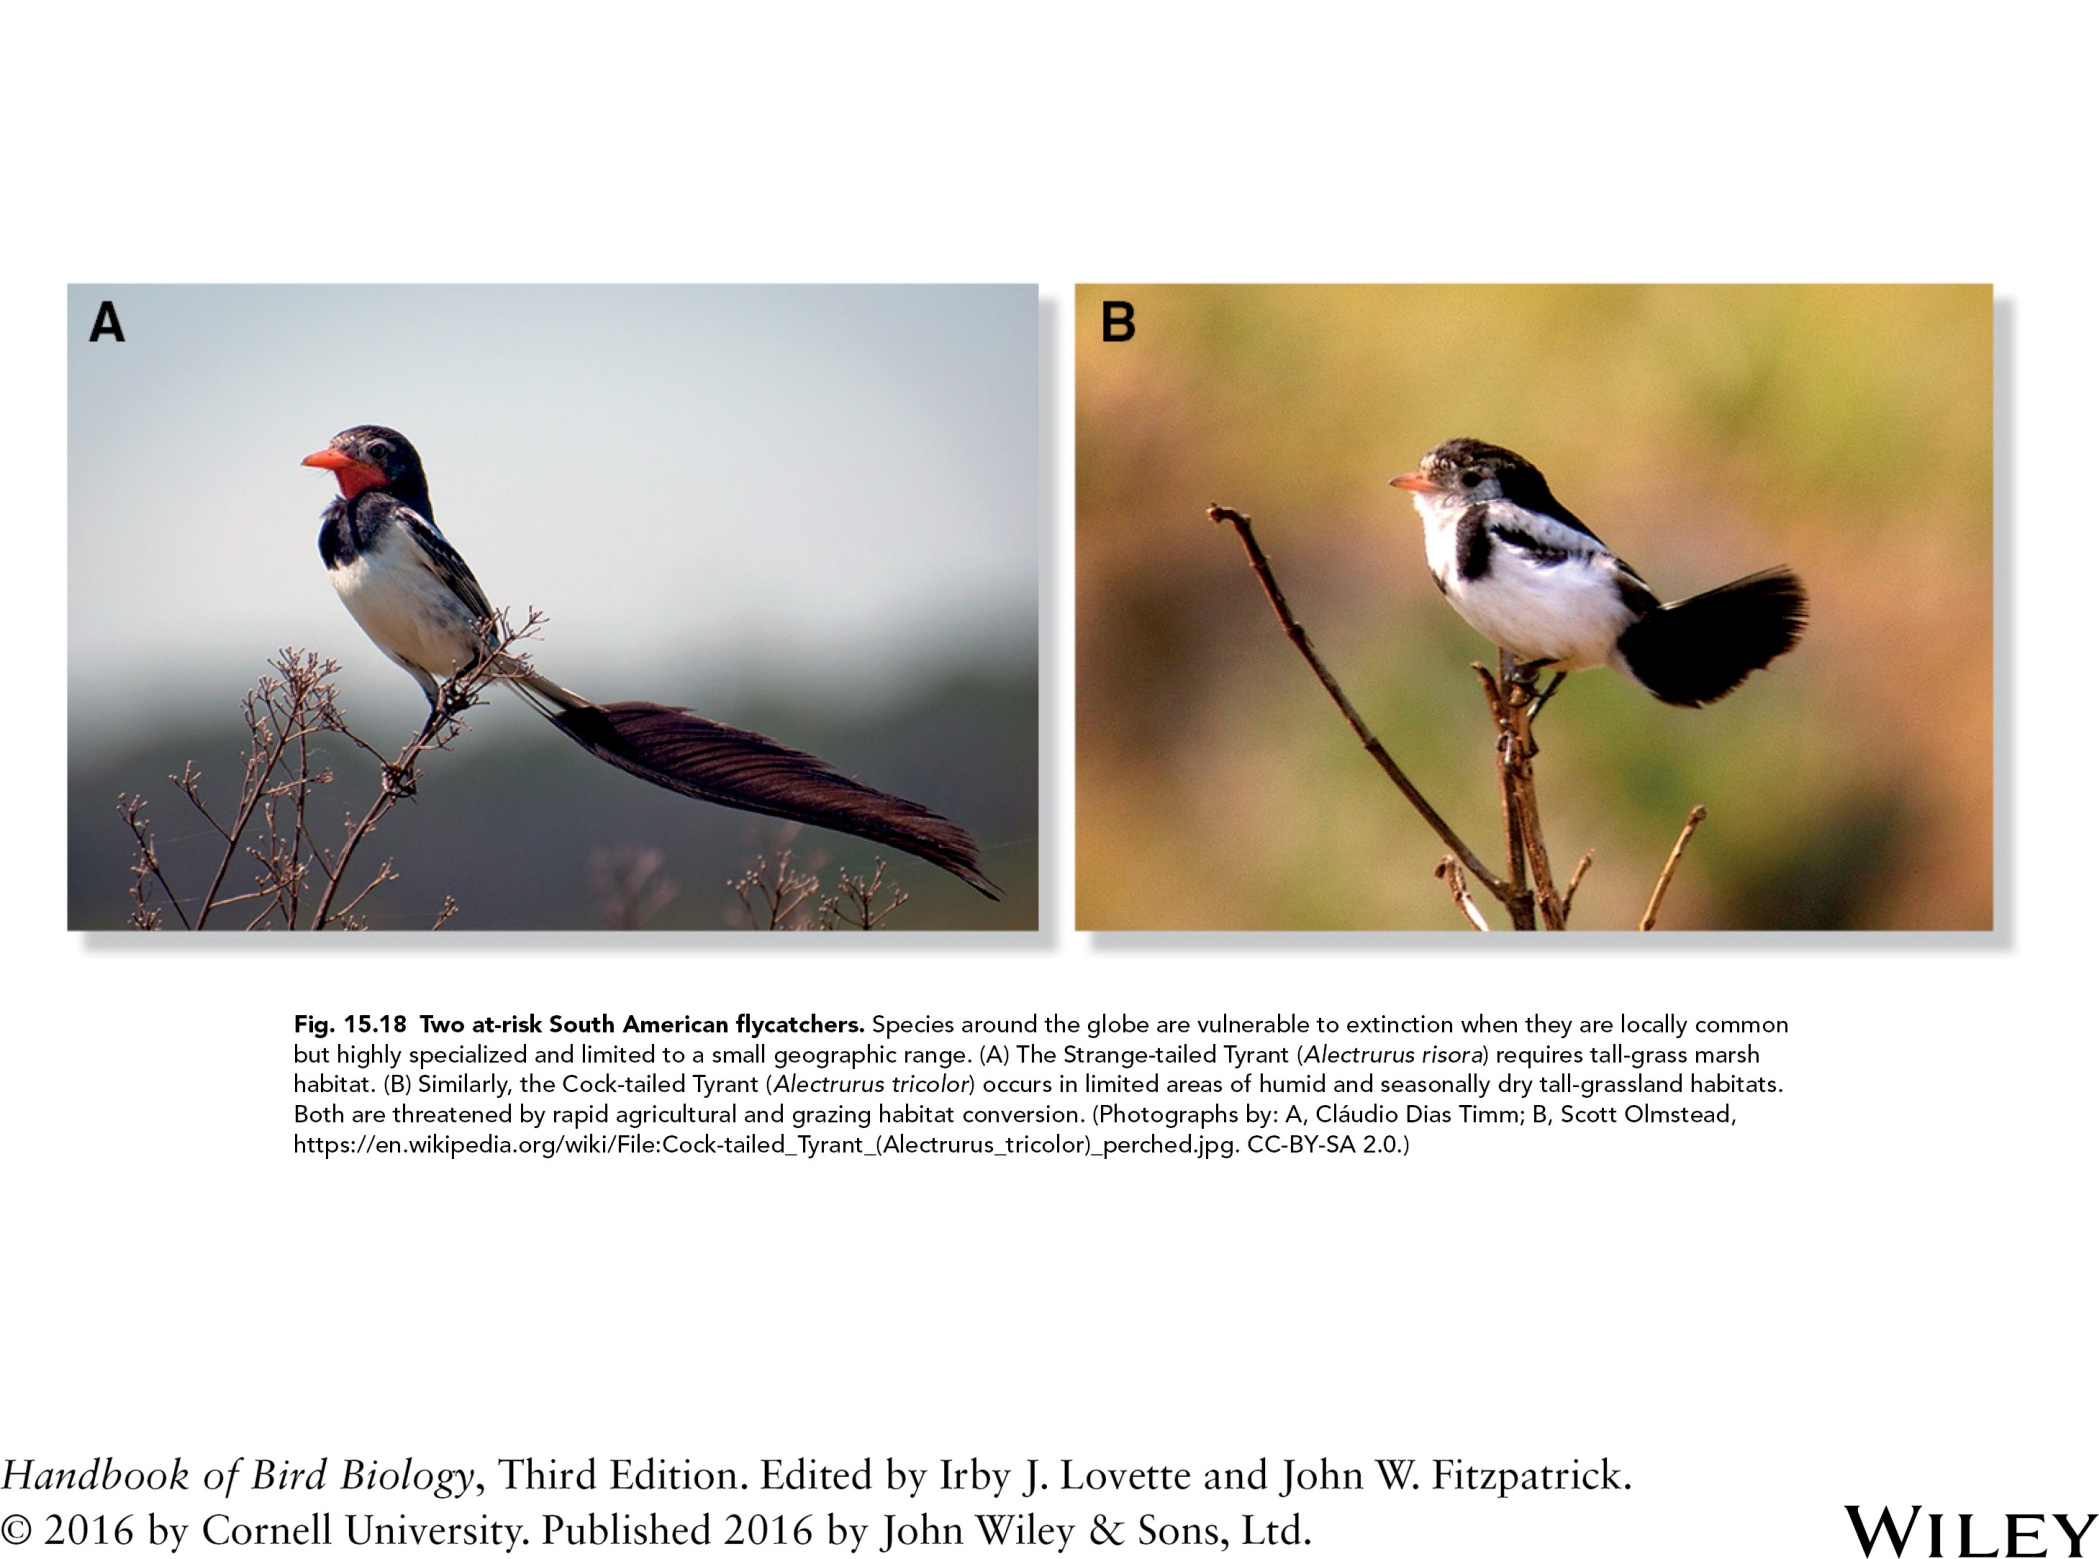 A
B
Fig. 15.18 Two at-risk South American flycatchers. Species around the globe are vulnerable to extinction when they are locally common
but highly specialized and limited to a small geographic range. (A) The Strange-tailed Tyrant (Alectrurus risora) requires tall-grass marsh
habitat. (B) Similarly, the Cock-tailed Tyrant (Alectrurus tricolor) occurs in limited areas of humid and seasonally dry tall-grassland habitats.
Both are threatened by rapid agricultural and grazing habitat conversion. (Photographs by: A, Cláudio Dias Timm; B, Scott Olmstead,
https://en.wikipedia.org/wiki/File:Cock-tailed_Tyrant_(Alectrurus_tricolor)_perched.jpg. CC-BY-SA 2.0.)
Handbook of Bird Biology, Third Edition. Edited by Irby J. Lovette and John W. Fitzpatrick.
© 2016 by Cornell University. Published 2016 by John Wiley & Sons, Ltd.
WILEY